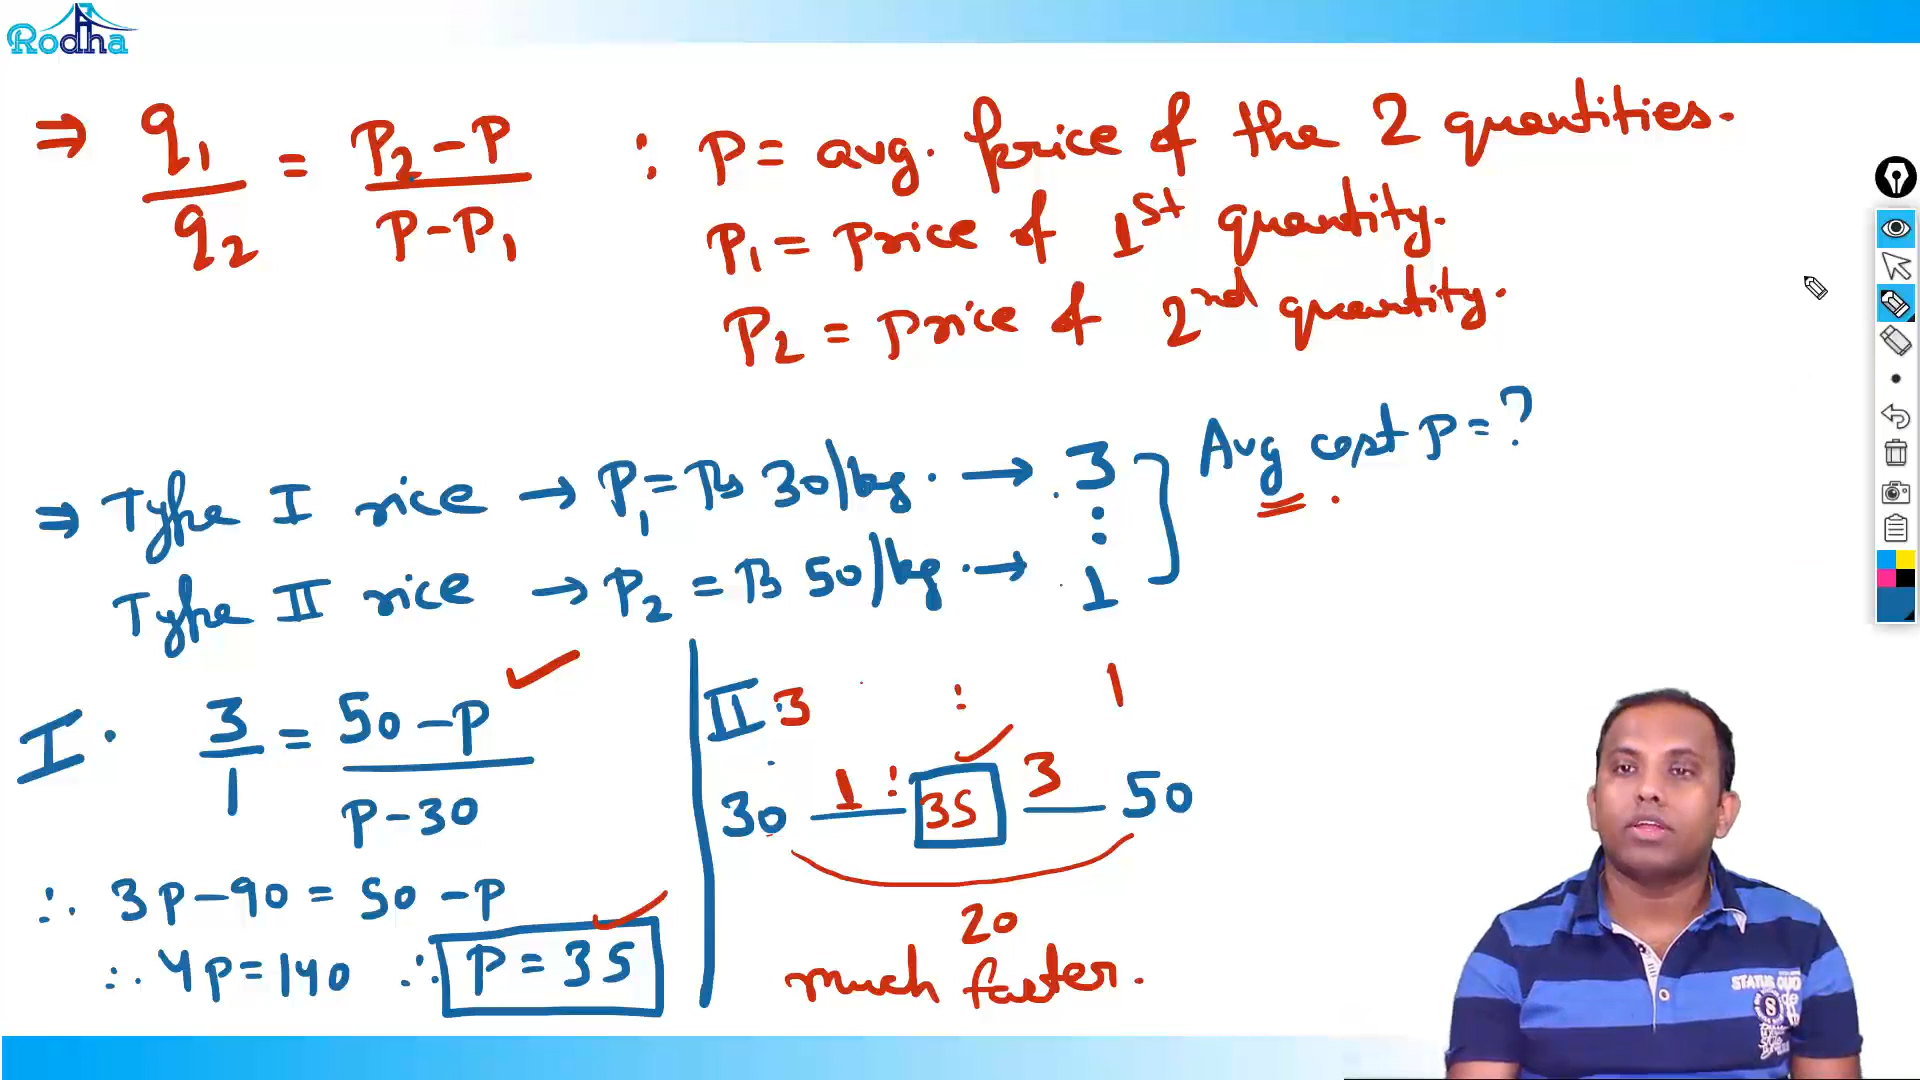 Rodha
⇒ q₁/q₂ = (P₂-P)/(P-P₁) : P = avg. price of the 2 quantities.
P₁ = price of 1st quantity.
P₂ = price of 2nd quantity.
⇒ Type I rice → P₁ = Rs 30/kg. → 3
Avg cost P = ?
:
Type II rice → P₂ = Rs 50/kg. → 1
I. 3/1 = (50-P)/(P-30)
∴ 3P-90 = 50-P
∴ 4P = 140 ∴ P = 35
II. 3 : 1
30 1 : 35 3 50
20
much faster.
STATUS QUO